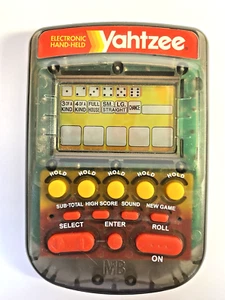 ELECTRONIC
HAND-HELD
Yahtzee
3 OF A KIND
4 OF A KIND
FULL HOUSE
SM. STRAIGHT
LG. STRAIGHT
CHANCE
HOLD HOLD HOLD HOLD HOLD
SUB-TOTAL HIGH SCORE SOUND NEW GAME
SELECT ENTER ROLL
ON
MB